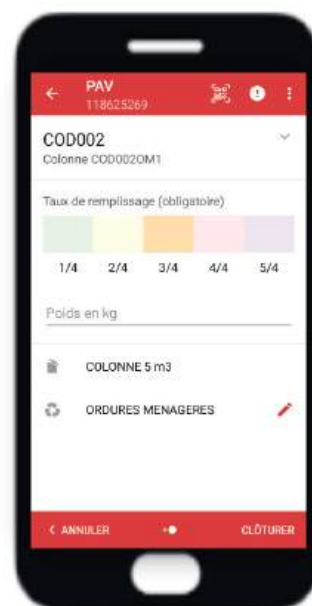 PAV
118625269
COD002
Colonne COD002OM1
Taux de remplissage (obligatoire)
1/4 2/4 3/4 4/4 5/4
Poids en kg
COLONNE 5 m3
ORDURES MENAGERES
ANNULER CLÔTURER